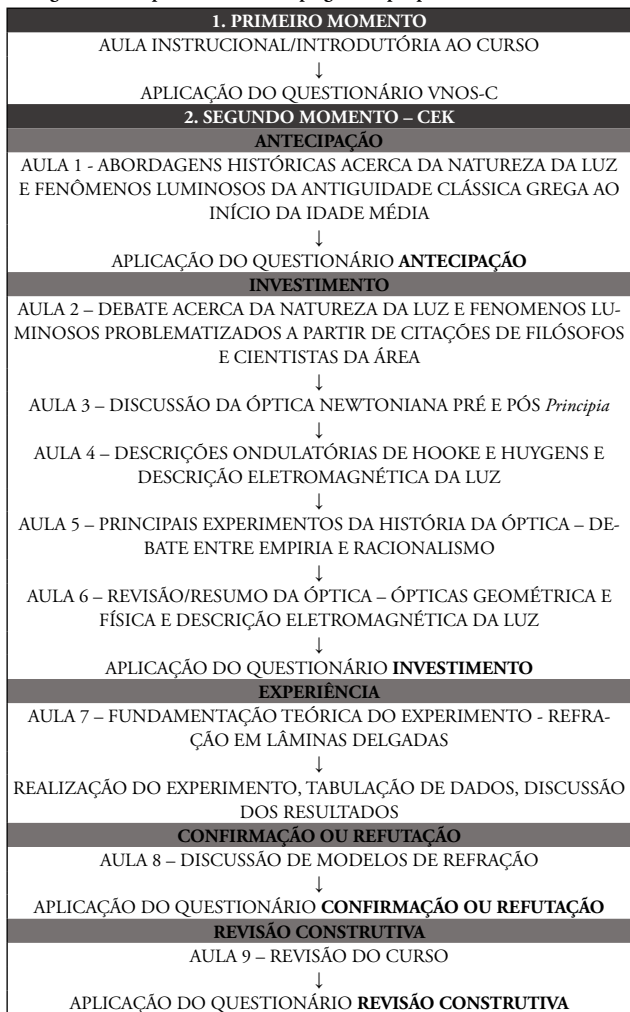 1. PRIMEIRO MOMENTO
AULA INSTRUCIONAL/INTRODUTÓRIA AO CURSO
↓
APLICAÇÃO DO QUESTIONÁRIO VNOS-C
2. SEGUNDO MOMENTO – CEK
ANTECIPAÇÃO
AULA 1 - ABORDAGENS HISTÓRICAS ACERCA DA NATUREZA DA LUZ
E FENÔMENOS LUMINOSOS DA ANTIGUIDADE CLÁSSICA GREGA AO
INÍCIO DA IDADE MÉDIA
↓
APLICAÇÃO DO QUESTIONÁRIO ANTECIPAÇÃO
INVESTIMENTO
AULA 2 – DEBATE ACERCA DA NATUREZA DA LUZ E FENOMENOS LU-
MINOSOS PROBLEMATIZADOS A PARTIR DE CITAÇÕES DE FILÓSOFOS
E CIENTISTAS DA ÁREA
↓
AULA 3 – DISCUSSÃO DA ÓPTICA NEWTONIANA PRÉ E PÓS Principia
↓
AULA 4 – DESCRIÇÕES ONDULATÓRIAS DE HOOKE E HUYGENS E
DESCRIÇÃO ELETROMAGNÉTICA DA LUZ
↓
AULA 5 – PRINCIPAIS EXPERIMENTOS DA HISTÓRIA DA ÓPTICA – DE-
BATE ENTRE EMPIRIA E RACIONALISMO
↓
AULA 6 – REVISÃO/RESUMO DA ÓPTICA – ÓPTICAS GEOMÉTRICA E
FÍSICA E DESCRIÇÃO ELETROMAGNÉTICA DA LUZ
↓
APLICAÇÃO DO QUESTIONÁRIO INVESTIMENTO
EXPERIÊNCIA
AULA 7 – FUNDAMENTAÇÃO TEÓRICA DO EXPERIMENTO - REFRA-
ÇÃO EM LÂMINAS DELGADAS
↓
REALIZAÇÃO DO EXPERIMENTO, TABULAÇÃO DE DADOS, DISCUSSÃO
DOS RESULTADOS
CONFIRMAÇÃO OU REFUTAÇÃO
AULA 8 – DISCUSSÃO DE MODELOS DE REFRAÇÃO
↓
APLICAÇÃO DO QUESTIONÁRIO CONFIRMAÇÃO OU REFUTAÇÃO
REVISÃO CONSTRUTIVA
AULA 9 – REVISÃO DO CURSO
↓
APLICAÇÃO DO QUESTIONÁRIO REVISÃO CONSTRUTIVA